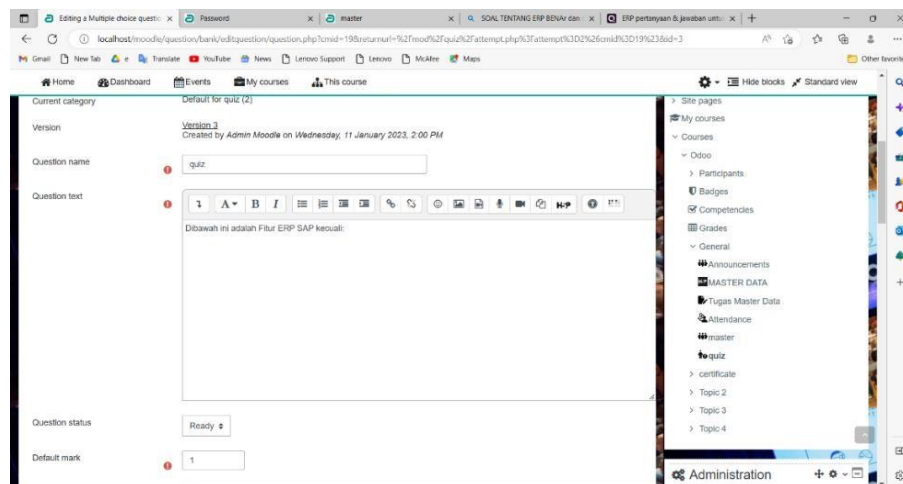 Editing a Multiple choice questic
Password
master
SOAL TENTANG ERP BENAr dan
ERP pertanyaan & jawaban untu
localhost/moodle/question/bank/editquestion/question.php?cmid=19&returnurl=%2Fmod%2Fquiz%2Fattempt.php%3Fattempt%3D2%26cmid%3D19%23&id=3
Gmail New Tab e Translate YouTube News Lenovo Support Lenovo McAfee Maps Other favorite
Home Dashboard Events My courses This course Hide blocks Standard view
Current category Default for quiz (2)
Version Version 3
Created by Admin Moodle on Wednesday, 11 January 2023, 2:00 PM
Question name quiz
Question text
A B I H-P
Dibawah ini adalah Fitur ERP SAP kecuali:
Question status Ready
Default mark 1
Site pages
My courses
Courses
Odoo
Participants
Badges
Competencies
Grades
General
Announcements
MASTER DATA
Tugas Master Data
Attendance
master
quiz
certificate
Topic 2
Topic 3
Topic 4
Administration